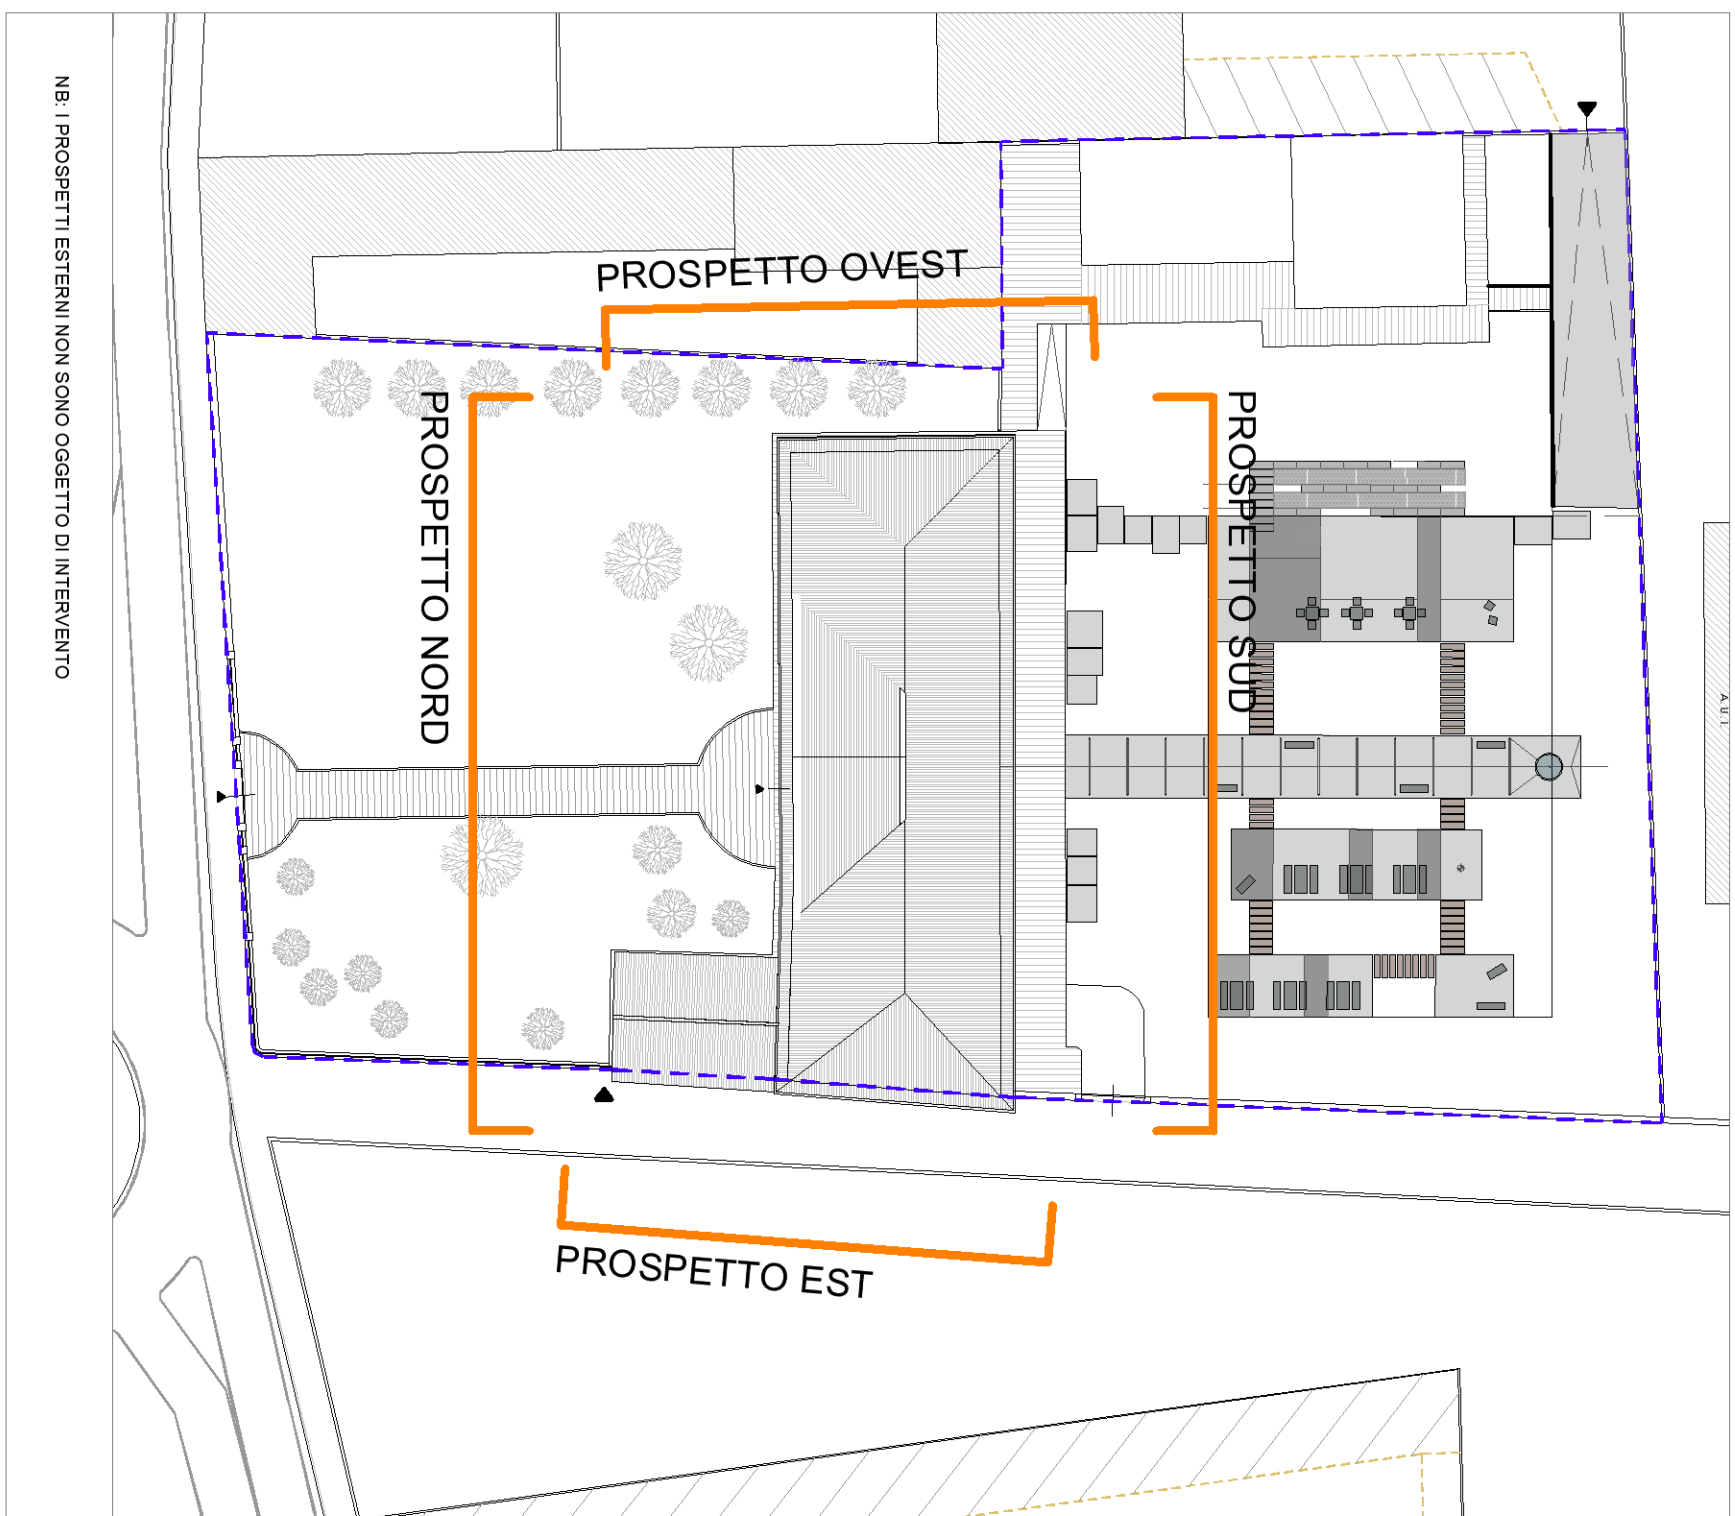 NB: I PROSPETTI ESTERNI NON SONO OGGETTO DI INTERVENTO
PROSPETTO OVEST
PROSPETTO NORD
PROSPETTO SUD
A.U.I.
PROSPETTO EST